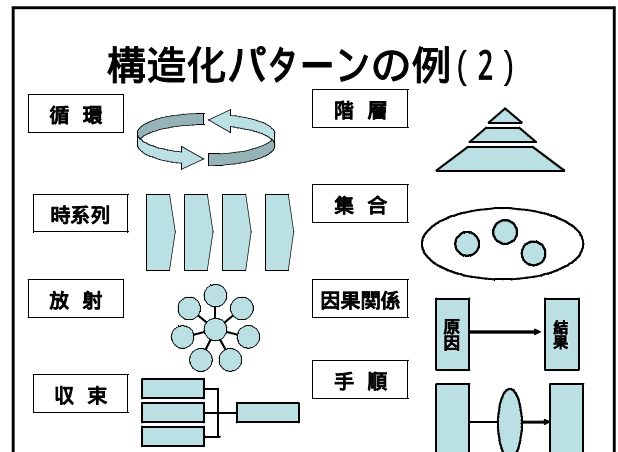 構造化パターンの例(2)
循 環
階 層
時系列
集 合
放 射
因果関係
原因
結果
収 束
手 順